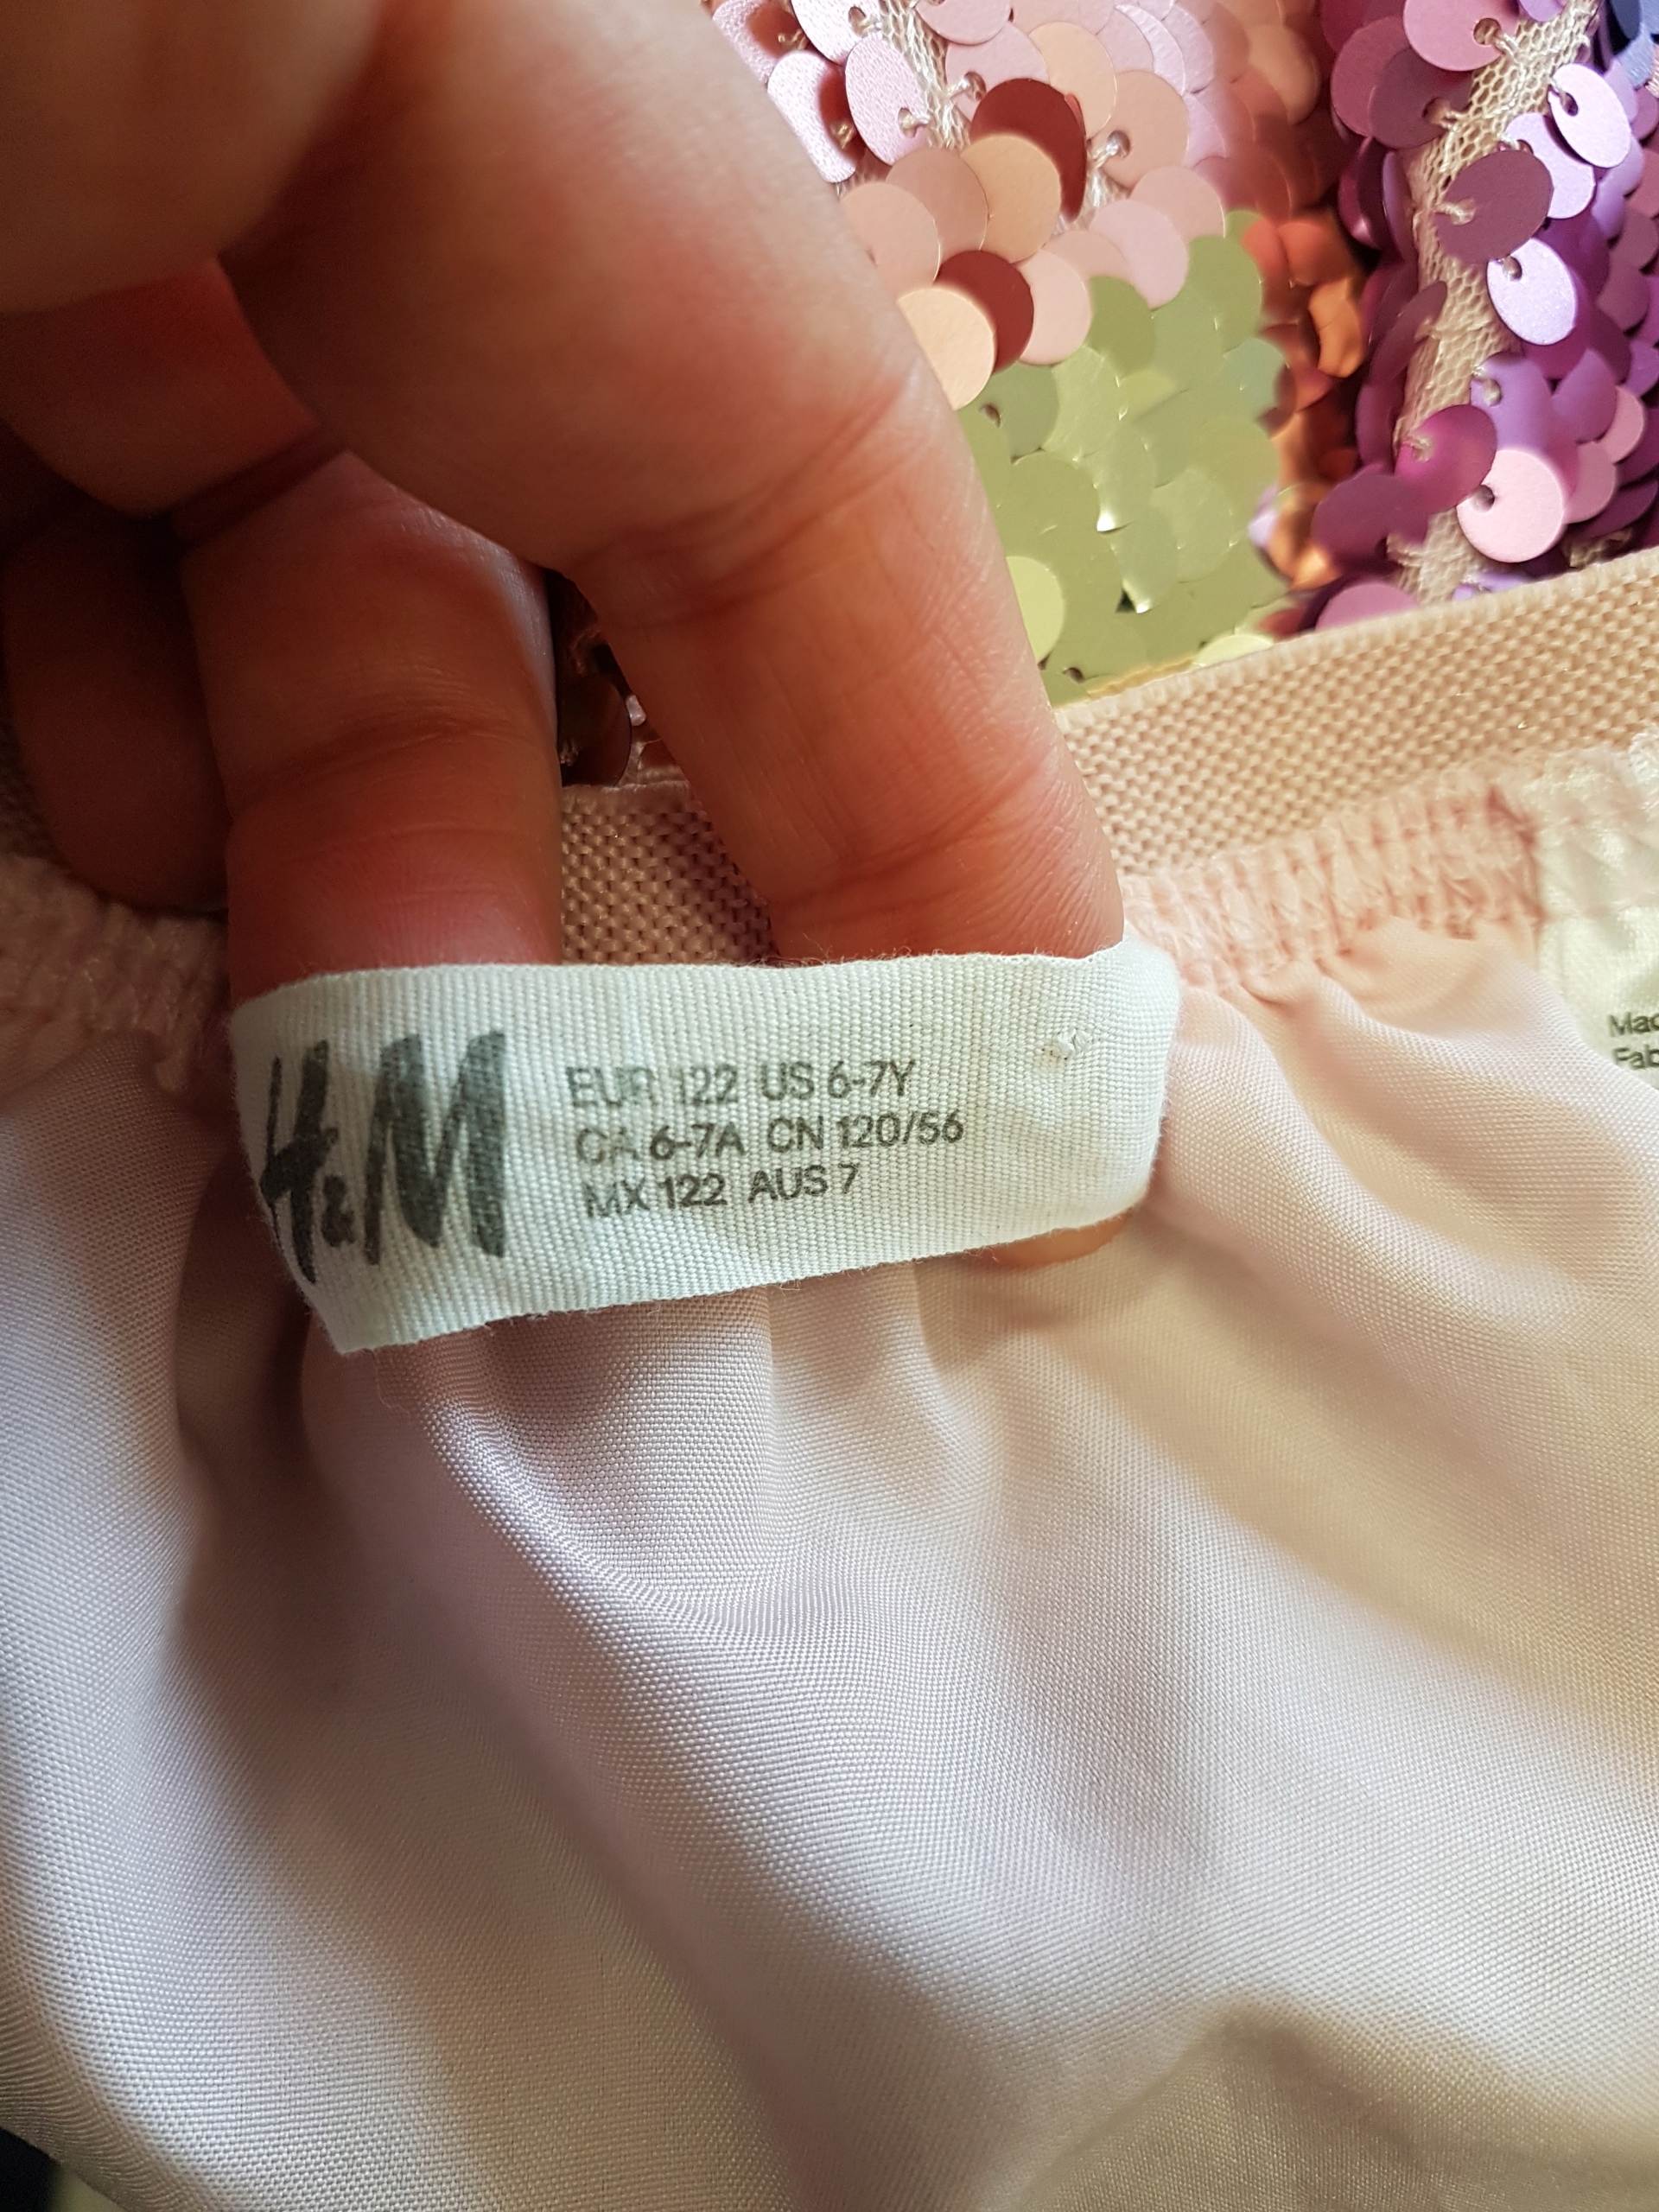 H&M
EUR 122 US 6-7Y
CA 6-7A CN 120/56
MX 122 AUS 7